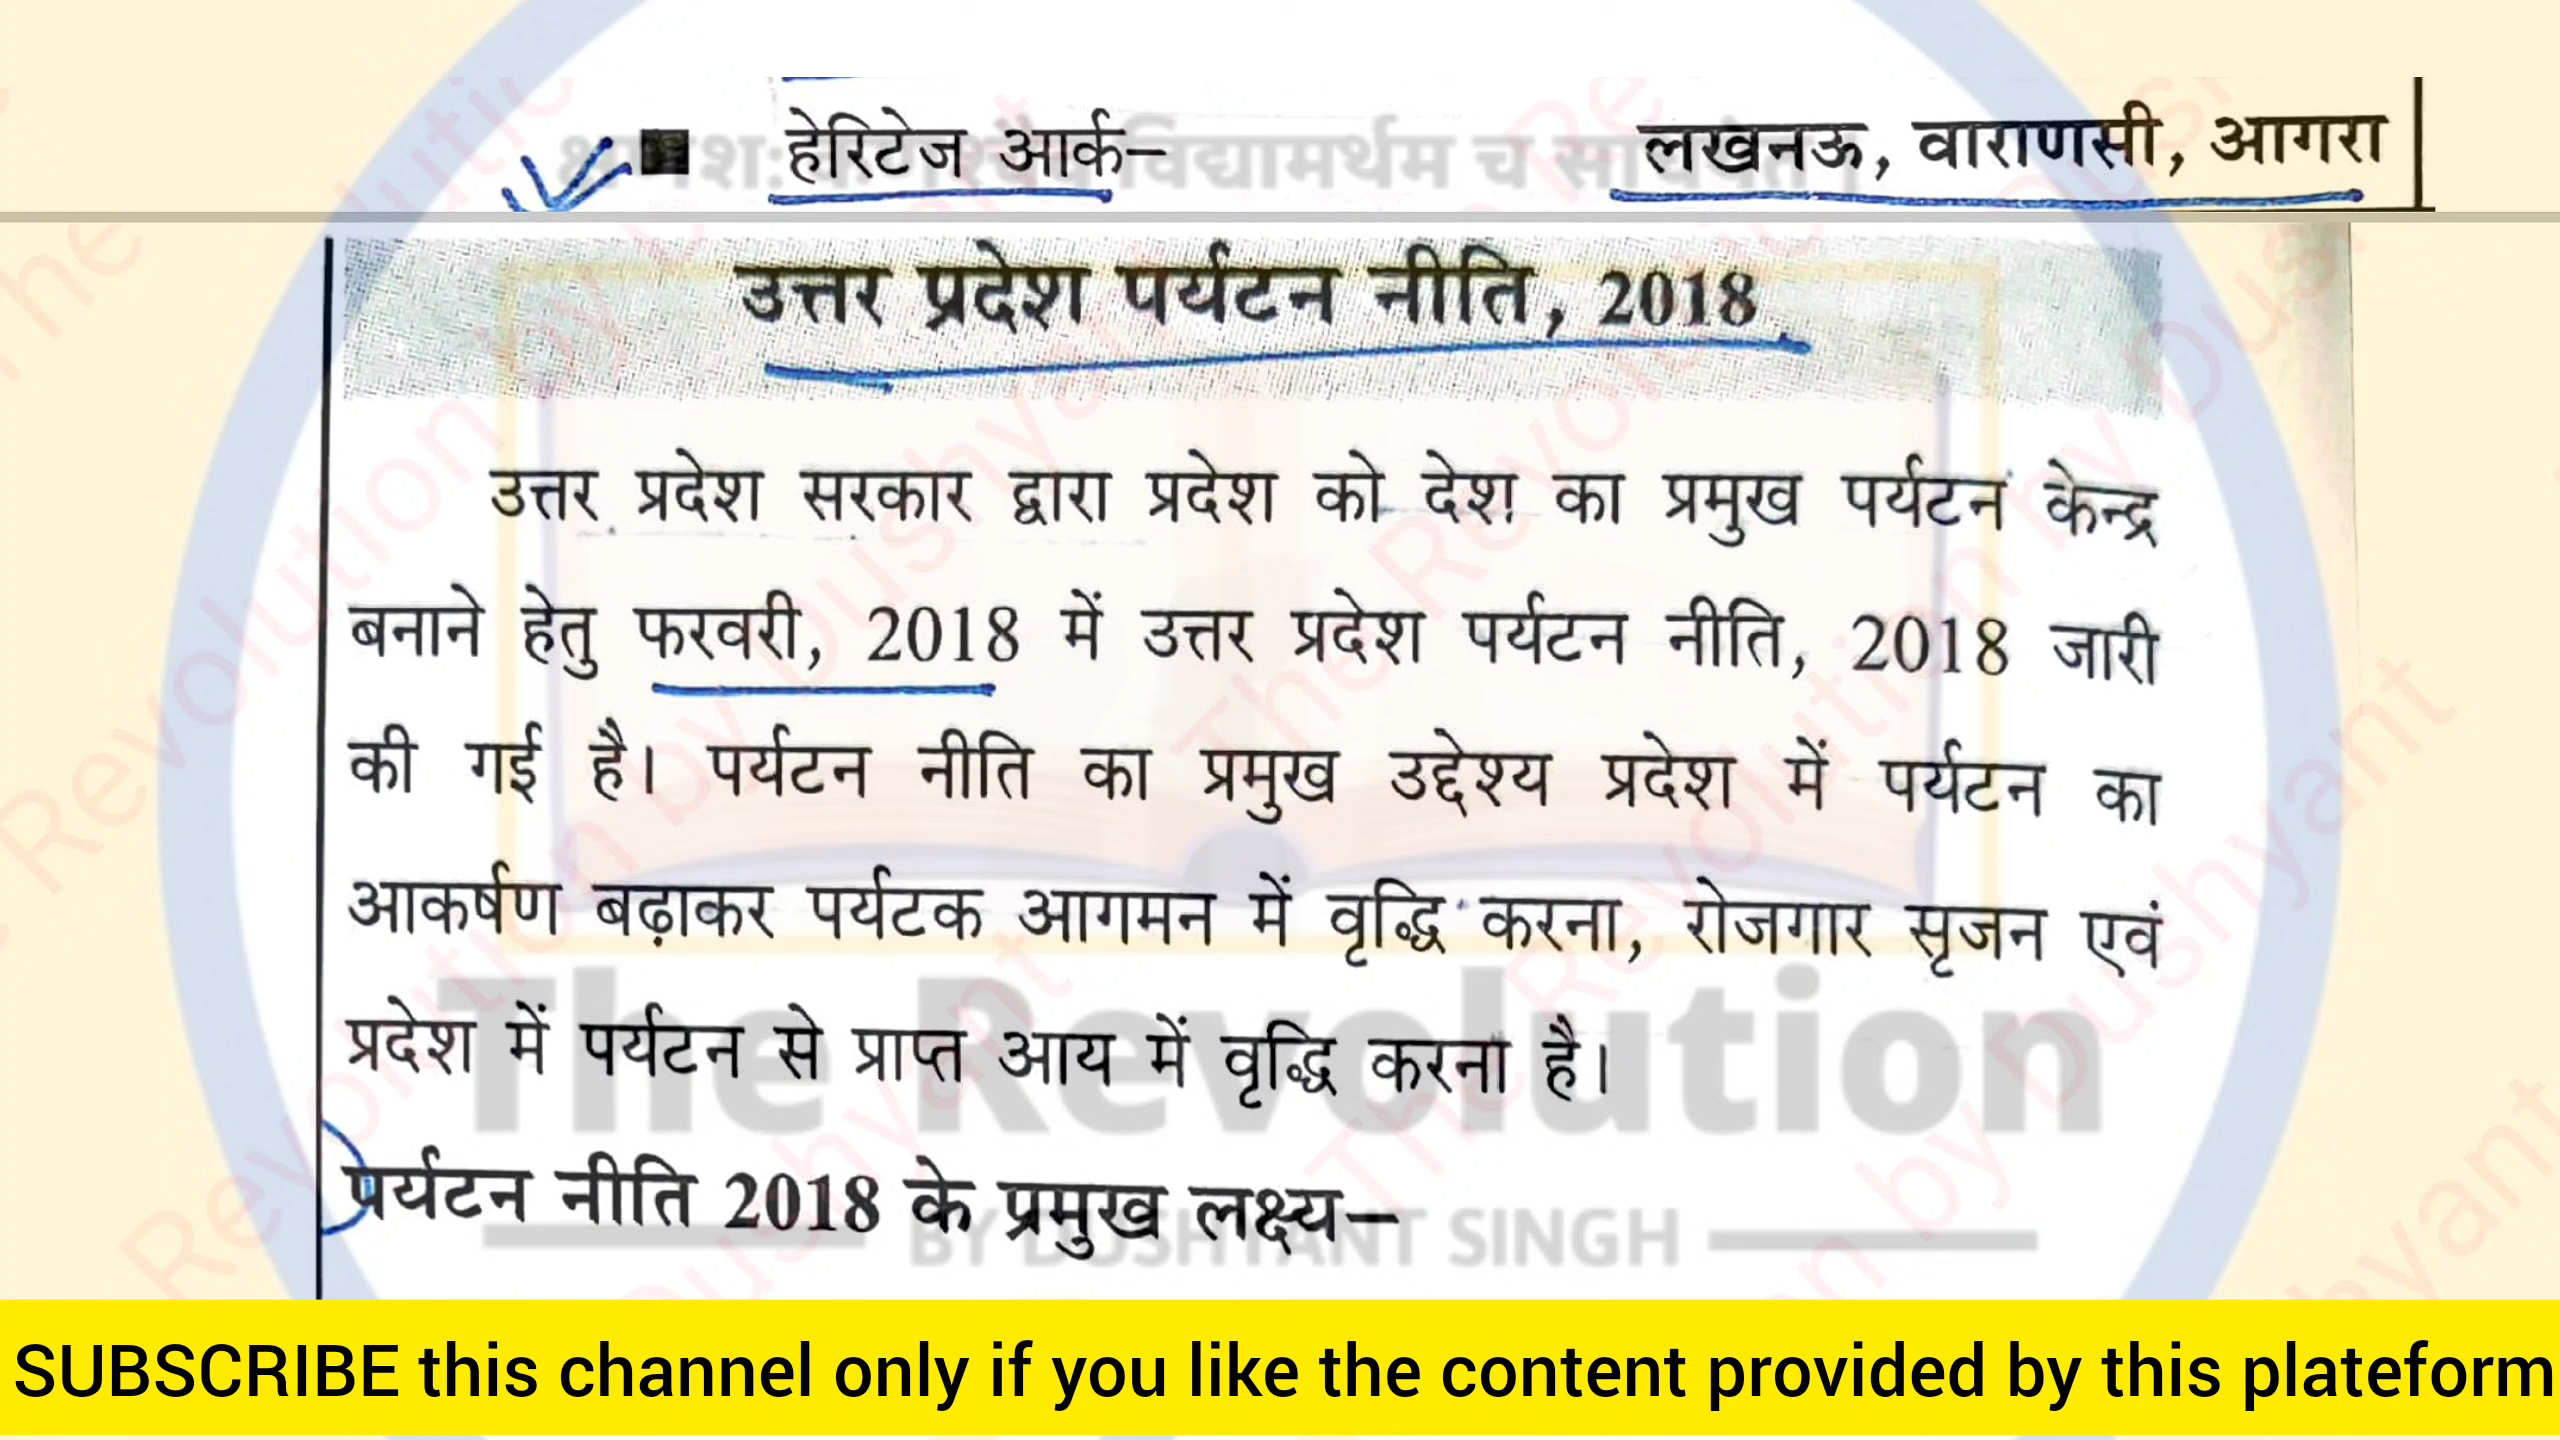 ■ हेरिटेज आर्क– लखनऊ, वाराणसी, आगरा
उत्तर प्रदेश पर्यटन नीति, 2018
उत्तर प्रदेश सरकार द्वारा प्रदेश को देश का प्रमुख पर्यटन केन्द्र
बनाने हेतु फरवरी, 2018 में उत्तर प्रदेश पर्यटन नीति, 2018 जारी
की गई है। पर्यटन नीति का प्रमुख उद्देश्य प्रदेश में पर्यटन का
आकर्षण बढ़ाकर पर्यटक आगमन में वृद्धि करना, रोजगार सृजन एवं
प्रदेश में पर्यटन से प्राप्त आय में वृद्धि करना है।
The Revolution
पर्यटन नीति 2018 के प्रमुख लक्ष्य–
BY DUSHYANT SINGH
SUBSCRIBE this channel only if you like the content provided by this plateform